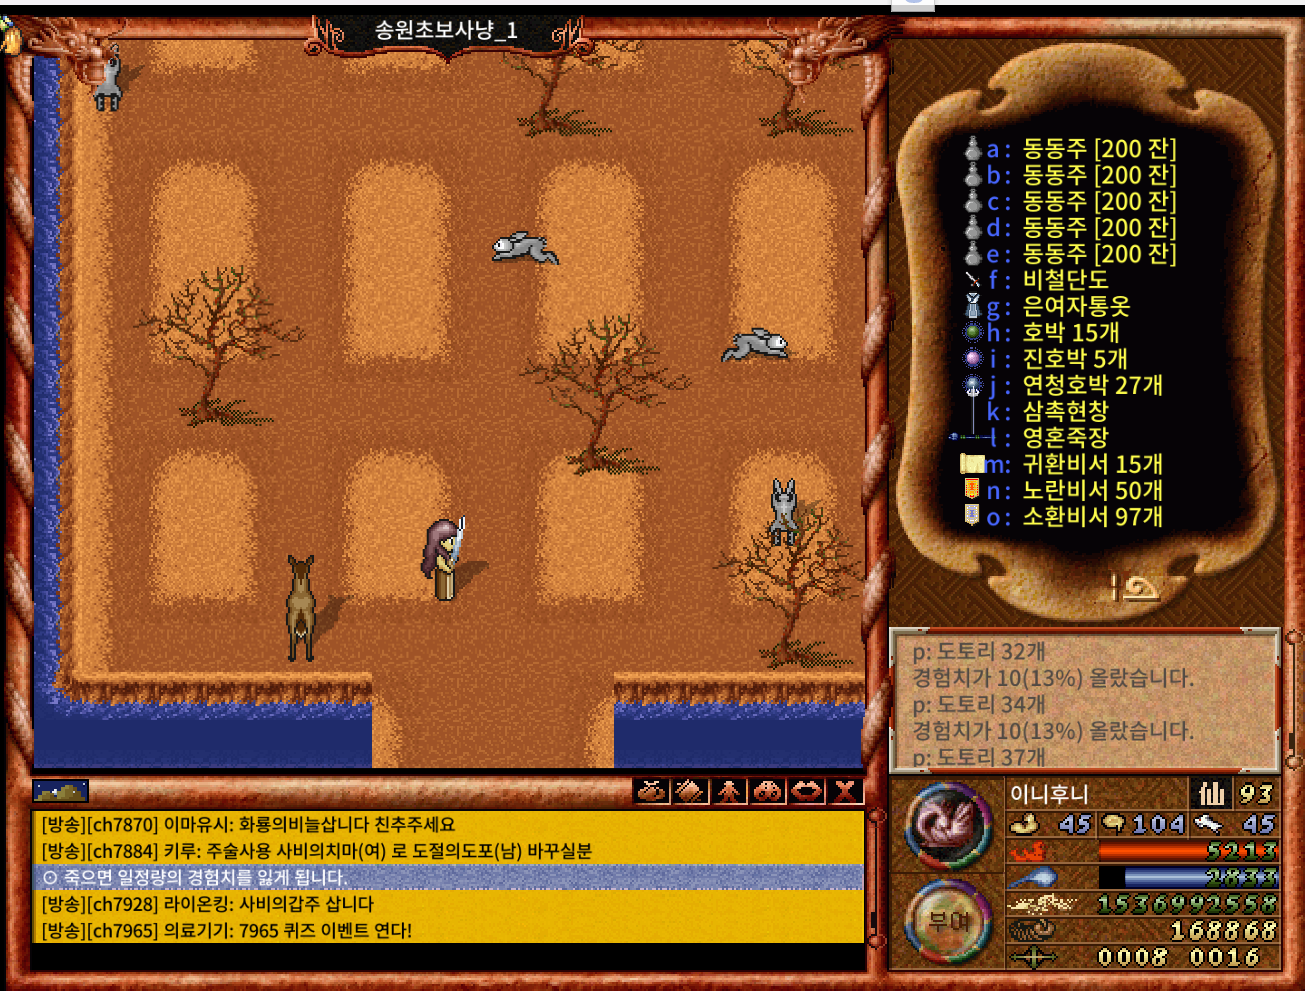 송원초보사냥_1
a: 동동주 [200 잔]
b: 동동주 [200 잔]
c: 동동주 [200 잔]
d: 동동주 [200 잔]
e: 동동주 [200 잔]
f: 비철단도
g: 은여자통옷
h: 호박 15개
i: 진호박 5개
j: 연청호박 27개
k: 삼촉현창
l: 영혼죽장
m: 귀환비서 15개
n: 노란비서 50개
o: 소환비서 97개
p: 도토리 32개
경험치가 10(13%) 올랐습니다.
p: 도토리 34개
경험치가 10(13%) 올랐습니다.
p: 도토리 37개
이니후니 仙 93
45 104 45
5213
2833
1536992558
168868
0008 0016
부여
[방송][ch7870] 이마유시: 화룡의비늘삽니다 친추주세요
[방송][ch7884] 키루: 주술사용 사비의치마(여) 로 도절의도포(남) 바꾸실분
⊙ 죽으면 일정량의 경험치를 잃게 됩니다.
[방송][ch7928] 라이온킹: 사비의갑주 삽니다
[방송][ch7965] 의료기기: 7965 퀴즈 이벤트 연다!